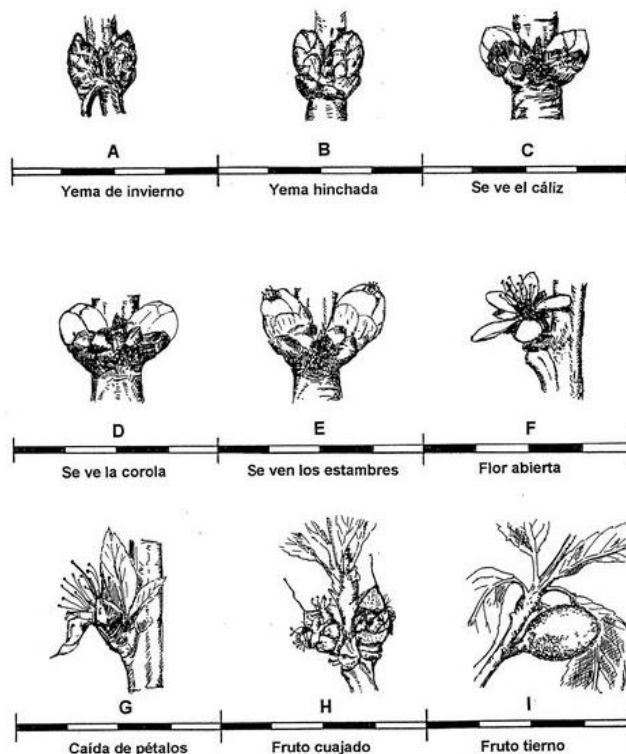 A
B
C
Yema de invierno
Yema hinchada
Se ve el cáliz
D
E
F
Se ve la corola
Se ven los estambres
Flor abierta
G
H
I
Caída de pétalos
Fruto cuajado
Fruto tierno